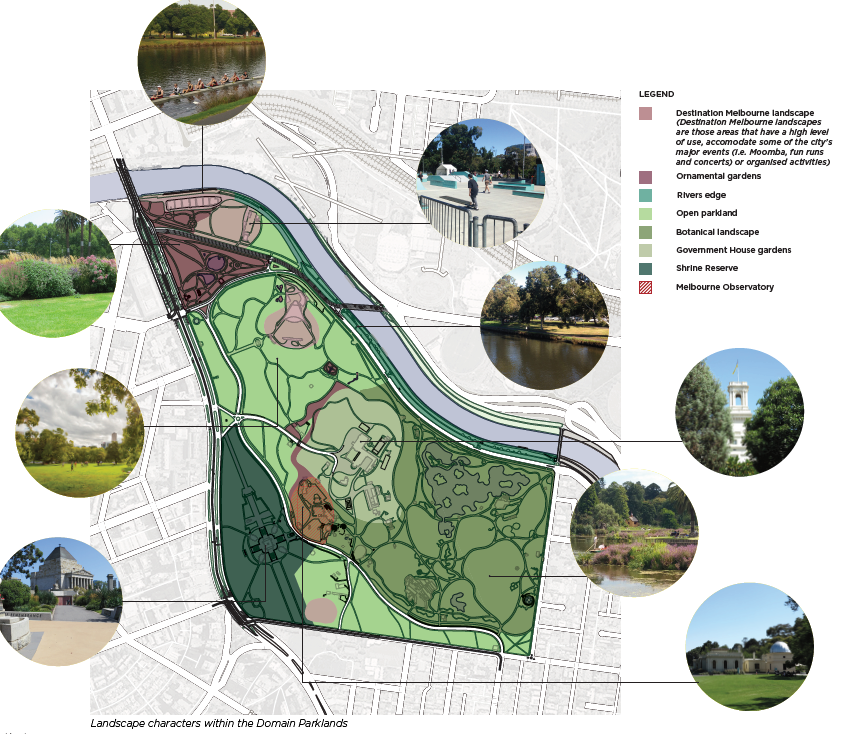 LEGEND
Destination Melbourne landscape
(Destination Melbourne landscapes
are those areas that have a high level
of use, accomodate some of the city's
major events (i.e. Moomba, fun runs
and concerts) or organised activities)
Ornamental gardens
Rivers edge
Open parkland
Botanical landscape
Government House gardens
Shrine Reserve
Melbourne Observatory
Landscape characters within the Domain Parklands